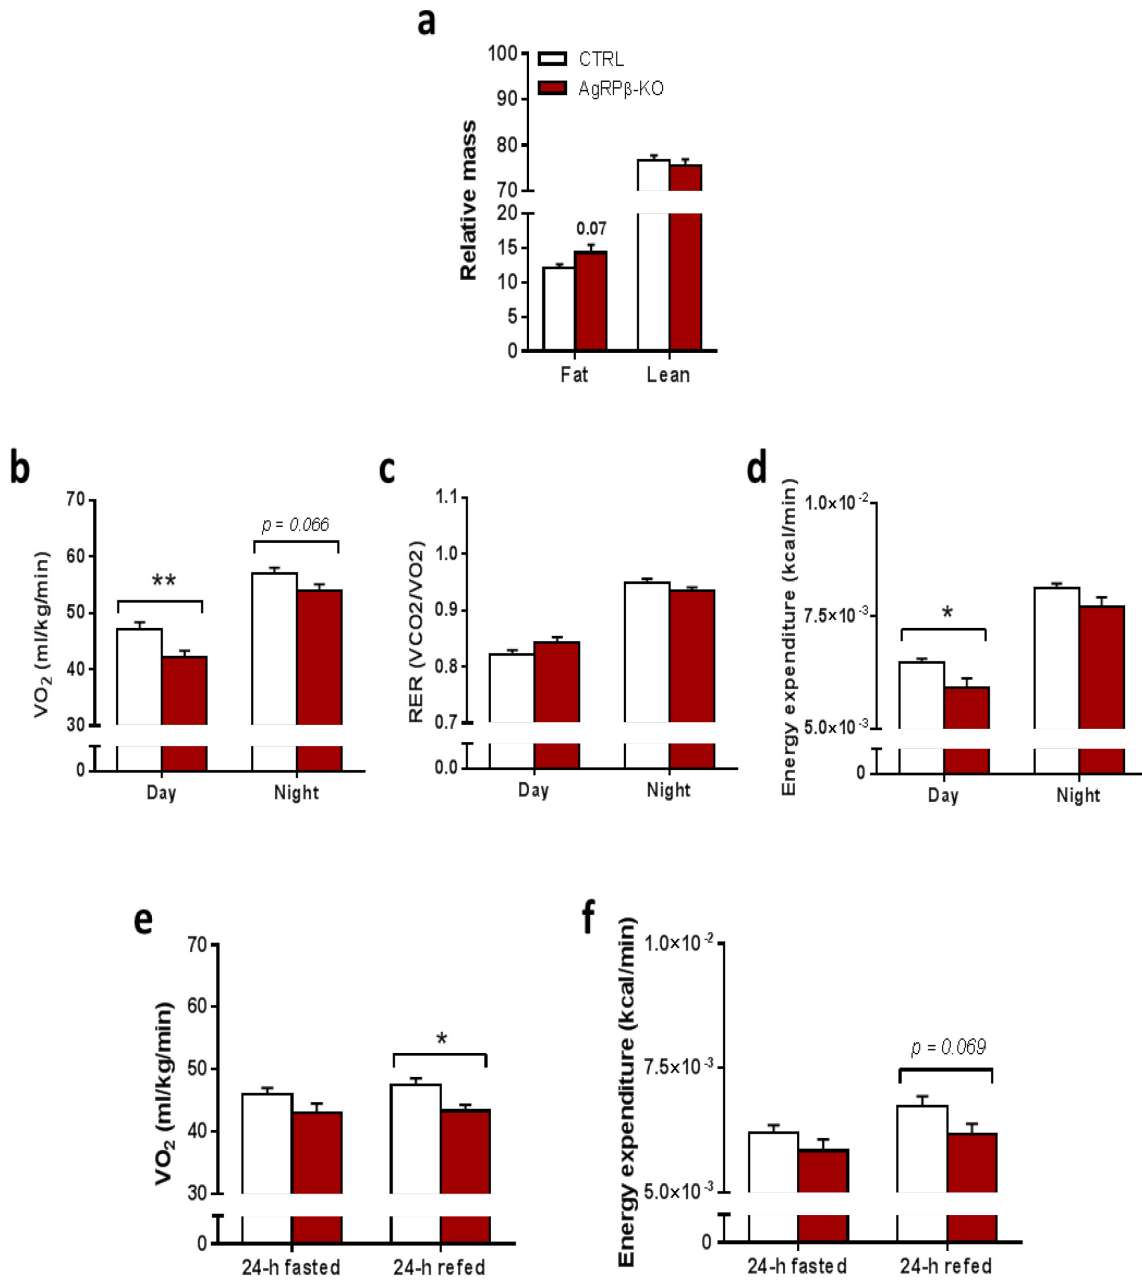 a
Relative mass
100
90
80
70
20
15
10
5
0
CTRL
AgRPβ-KO
0.07
Fat Lean
b
VO2 (ml/kg/min)
70
60
50
40
30
0
**
p = 0.066
Day Night
c
RER (VCO2/VO2)
1.1
1.0
0.9
0.8
0.7
0.0
Day Night
d
Energy expenditure (kcal/min)
1.0×10-2
7.5×10-3
5.0×10-3
0
*
Day Night
e
VO2 (ml/kg/min)
70
60
50
40
30
0
*
24-h fasted 24-h refed
f
Energy expenditure (kcal/min)
1.0×10-2
7.5×10-3
5.0×10-3
0
p = 0.069
24-h fasted 24-h refed